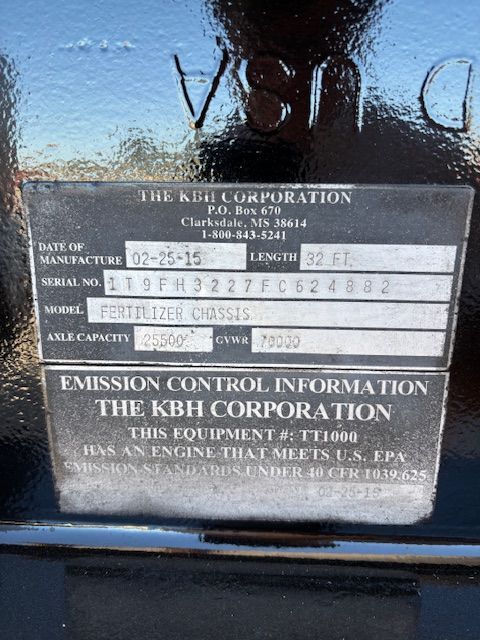 D USA
THE KBH CORPORATION
P.O. Box 670
Clarksdale, MS 38614
1-800-843-5241
DATE OF MANUFACTURE 02-25-15 LENGTH 32 FT.
SERIAL NO. 1T9FH3227FC624882
MODEL FERTILIZER CHASSIS
AXLE CAPACITY 25500 GVWR 70000
EMISSION CONTROL INFORMATION
THE KBH CORPORATION
THIS EQUIPMENT #: TT1000
HAS AN ENGINE THAT MEETS U.S. EPA
EMISSION STANDARDS UNDER 40 CFR 1039.625
02-25-15